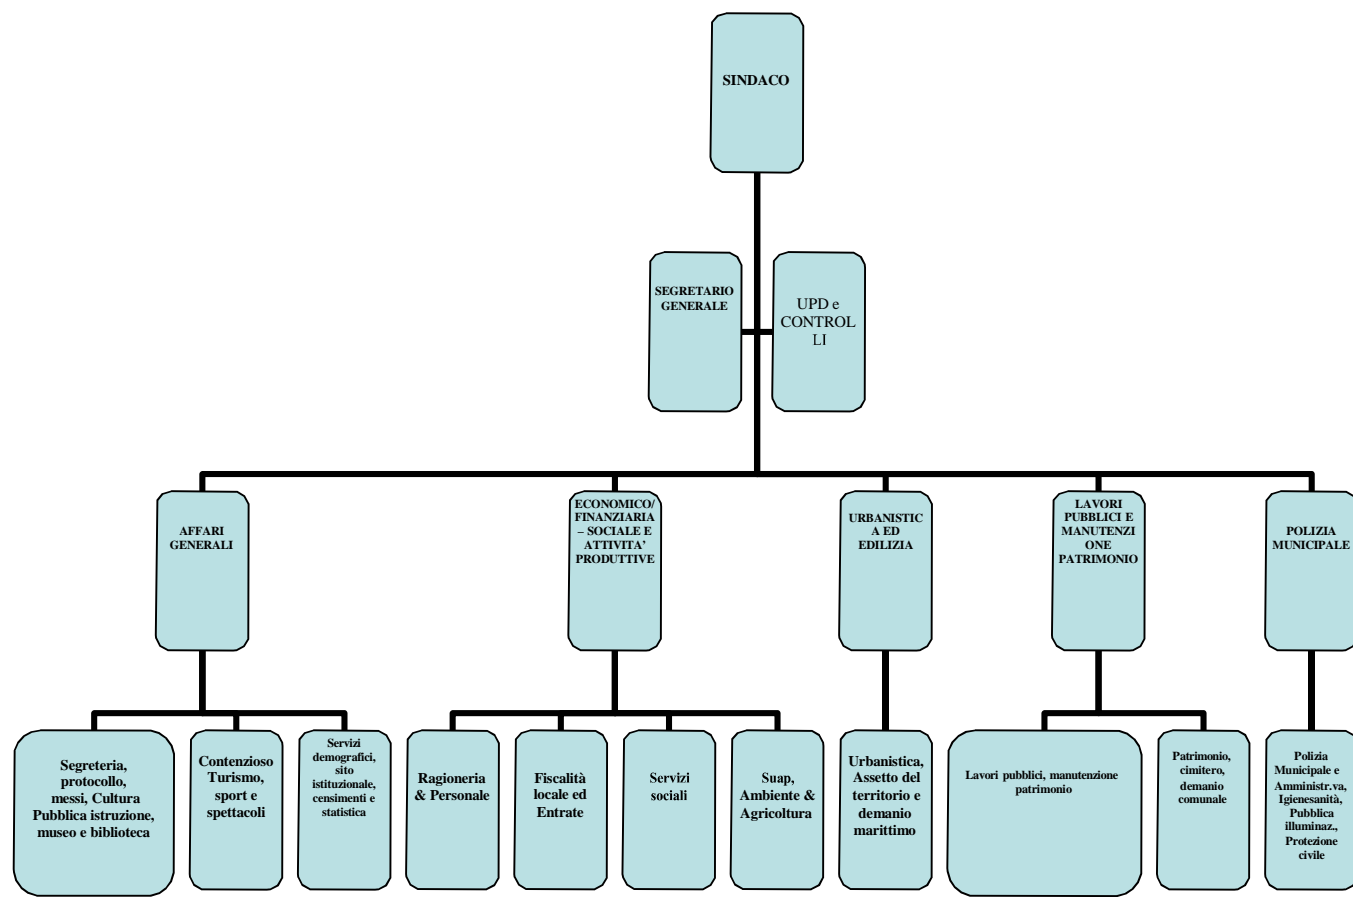 SINDACO
SEGRETARIO
GENERALE
UPD e
CONTROL
LI
AFFARI
GENERALI
ECONOMICO/
FINANZIARIA
– SOCIALE E
ATTIVITA’
PRODUTTIVE
URBANISTIC
A ED
EDILIZIA
LAVORI
PUBBLICI E
MANUTENZI
ONE
PATRIMONIO
POLIZIA
MUNICIPALE
Segreteria,
protocollo,
messi, Cultura
Pubblica istruzione,
museo e biblioteca
Contenzioso
Turismo,
sport e
spettacoli
Servizi
demografici,
sito
istituzionale,
censimenti e
statistica
Ragioneria
& Personale
Fiscalità
locale ed
Entrate
Servizi
sociali
Suap,
Ambiente &
Agricoltura
Urbanistica,
Assetto del
territorio e
demanio
marittimo
Lavori pubblici, manutenzione
patrimonio
Patrimonio,
cimitero,
demanio
comunale
Polizia
Municipale e
Amministr.va,
Igienesanità,
Pubblica
illuminaz.,
Protezione
civile